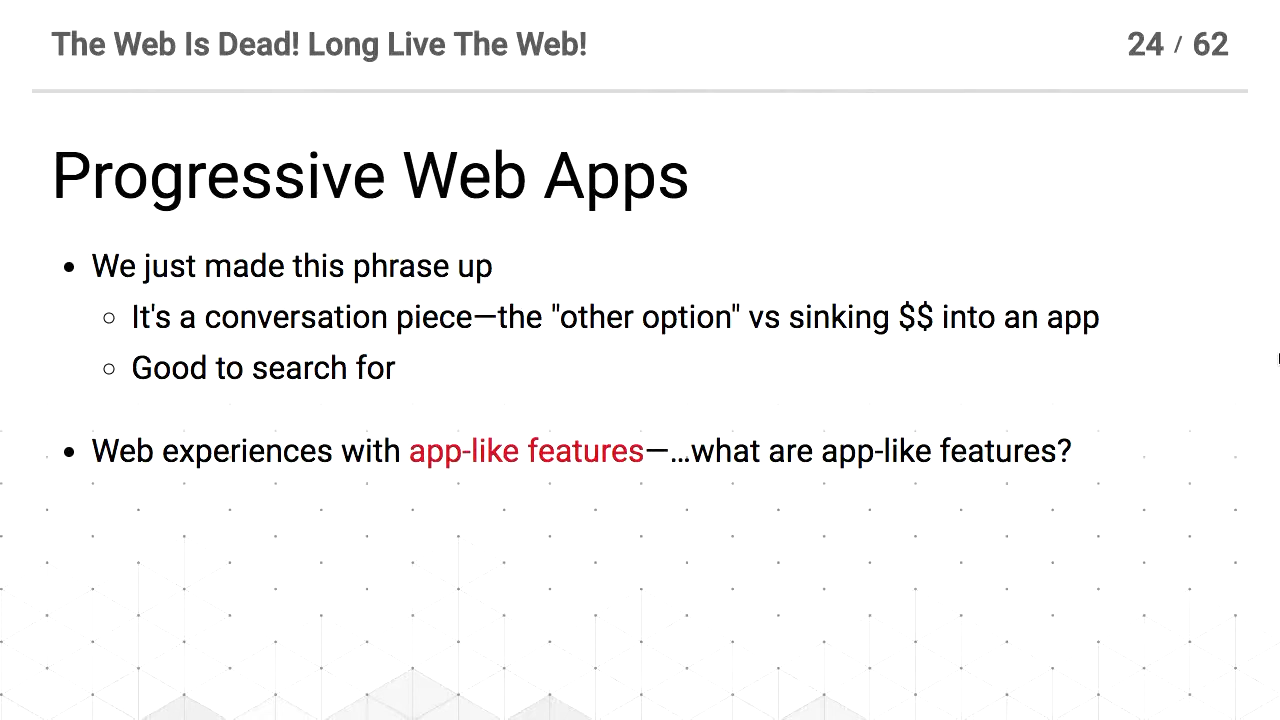 The Web Is Dead! Long Live The Web!
24 / 62
Progressive Web Apps
We just made this phrase up
It's a conversation piece—the "other option" vs sinking $$ into an app
Good to search for
Web experiences with app-like features—…what are app-like features?